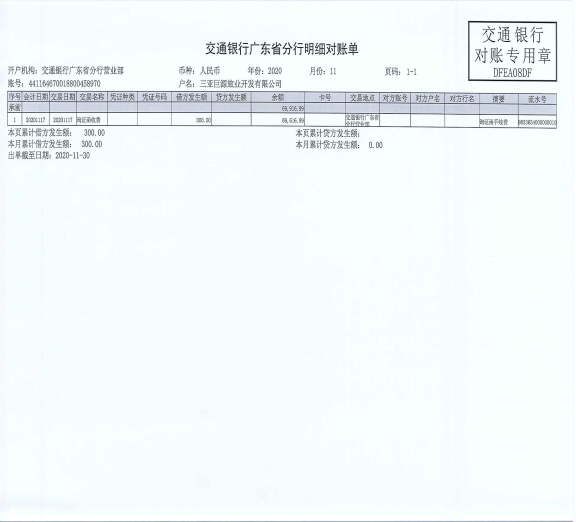 交通银行
对账专用章
DFEA08DF
交通银行广东省分行明细对账单
开户机构：交通银行广东省分行营业部 币种：人民币 年份：2020 月份：11 页码：1-1
账号：441164670018800458970 户名：三亚巨源旅业开发有限公司
序号 会计日期 交易日期 交易名称 凭证种类 凭证号码 借方发生额 贷方发生额 余额 卡号 交易地点 对方账号 对方户名 对方行名 摘要 流水号
承前 69,916.99
1 20201117 20201117 询证函收费 300.00 69,616.99 交通银行广东省分行营业部 询证函手续费
本页累计借方发生额： 300.00 本页累计贷方发生额：
本月累计借方发生额： 300.00 本月累计贷方发生额： 0.00
出单截至日期：2020-11-30